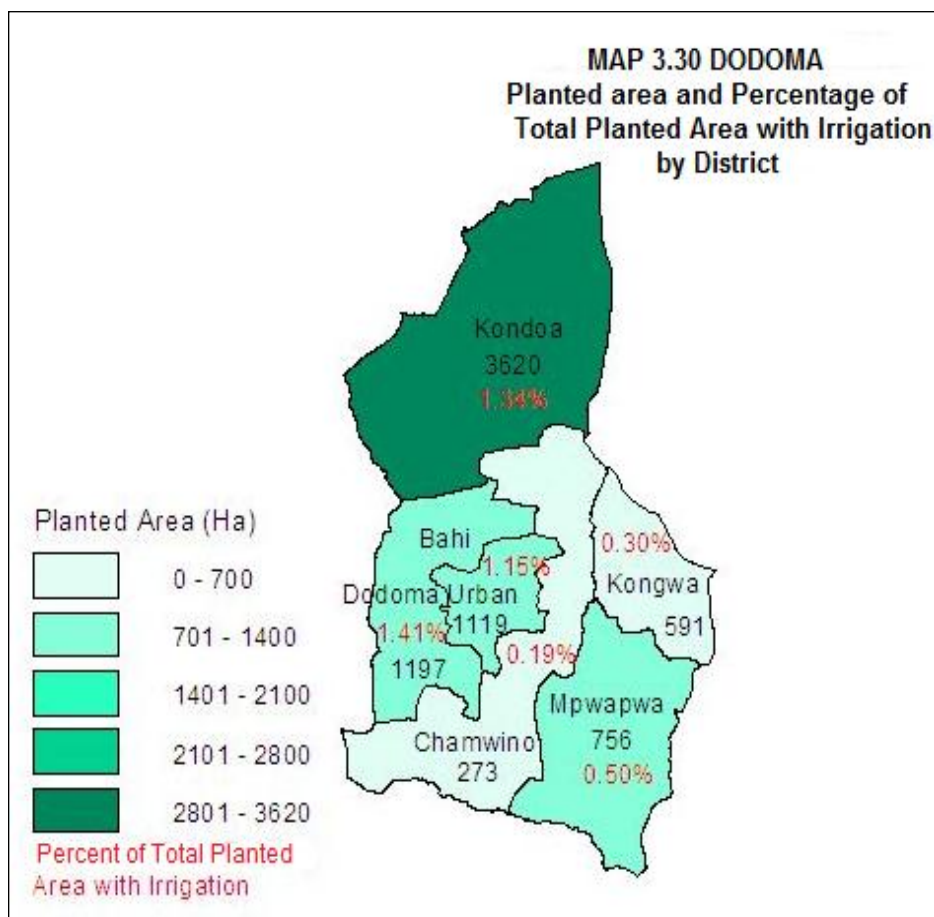 MAP 3.30 DODOMA
Planted area and Percentage of
Total Planted Area with Irrigation
by District
Kondoa
3620
1.34%
Planted Area (Ha)
0 - 700
701 - 1400
1401 - 2100
2101 - 2800
2801 - 3620
Percent of Total Planted
Area with Irrigation
Bahi
1.15%
Dodoma Urban
1.41%
1119
1197
0.19%
0.30%
Kongwa
591
Chamwino
273
Mpwapwa
756
0.50%